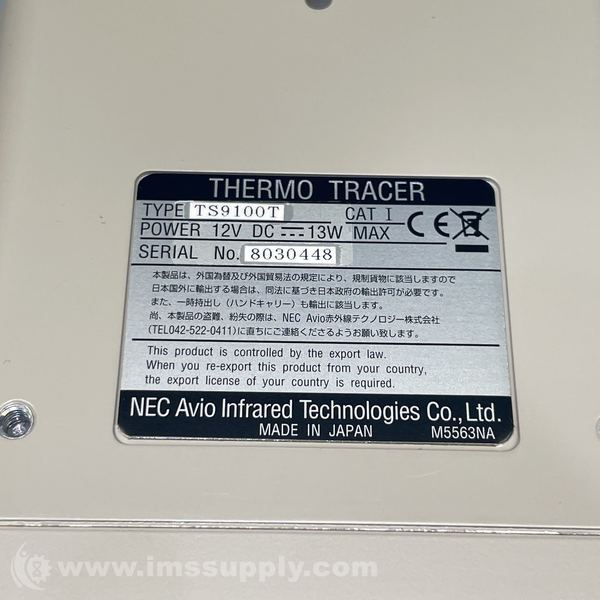 THERMO TRACER
TYPE TS9100T CAT I
POWER 12V DC 13W MAX
SERIAL No. 8030448
CE
本製品は、外国為替及び外国貿易法の規定により、規制貨物に該当しますので
日本国外に輸出する場合は、同法に基づき日本政府の輸出許可が必要です。
また、一時持出し（ハンドキャリー）も輸出に該当します。
尚、本製品の盗難、紛失の際は、NEC Avio赤外線テクノロジー株式会社
(TEL042-522-0411)に直ちにご連絡くださるようお願い致します。
This product is controlled by the export law.
When you re-export this product from your country,
the export license of your country is required.
NEC Avio Infrared Technologies Co., Ltd.
MADE IN JAPAN M5563NA
www.imssupply.com